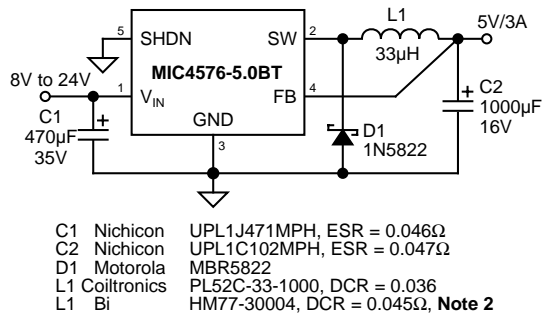 L1
5V/3A
5
SHDN
SW
2
33µH
8V to 24V
MIC4576-5.0BT
1
VIN
FB
4
C2
C1
GND
1000µF
470µF
3
D1
16V
35V
1N5822
C1 Nichicon UPL1J471MPH, ESR = 0.046Ω
C2 Nichicon UPL1C102MPH, ESR = 0.047Ω
D1 Motorola MBR5822
L1 Coiltronics PL52C-33-1000, DCR = 0.036
L1 Bi HM77-30004, DCR = 0.045Ω, Note 2